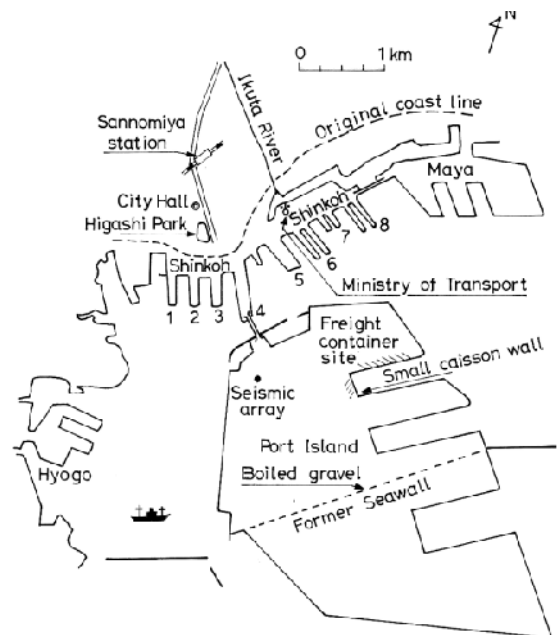 N
0 1 km
Original coast line
Ikuta River
Sannomiya
station
Maya
City Hall
Higashi Park
Shinkoh
8
7
6
5
Shinkoh
1 2 3 4
Ministry of Transport
Freight
container
site
Small caisson wall
Seismic
array
Port Island
Boiled gravel
Former Seawall
Hyogo